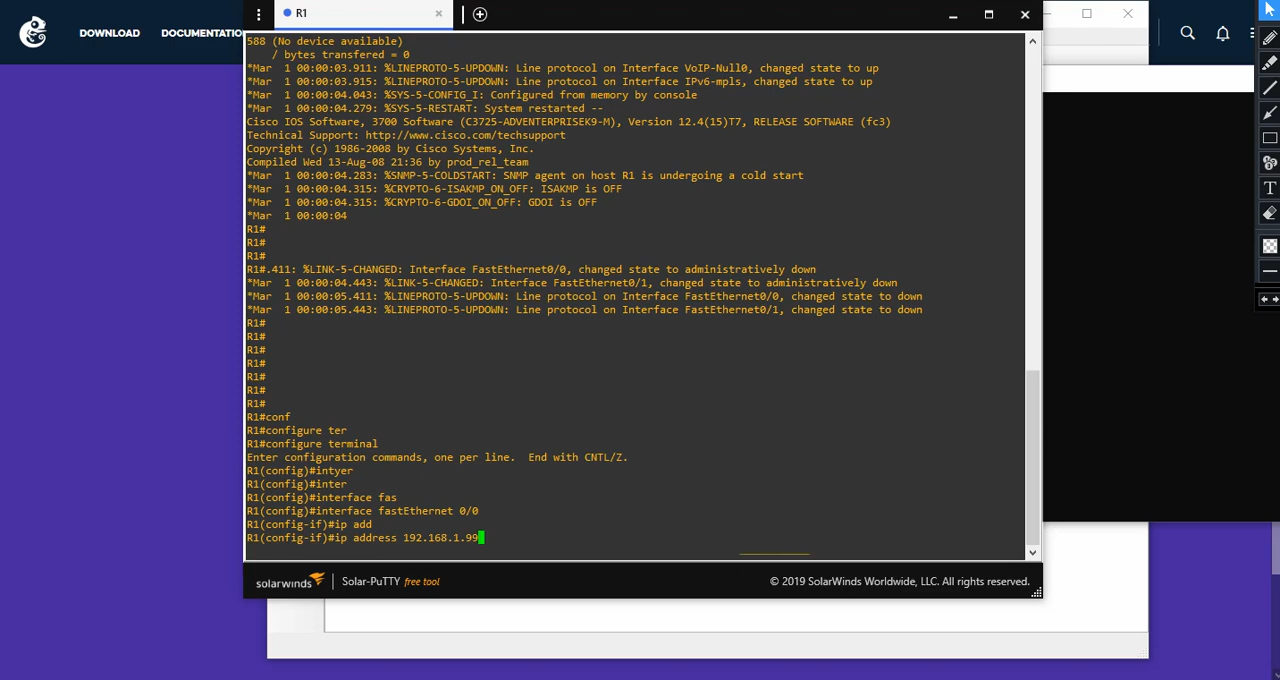 DOWNLOAD
DOCUMENTATIO
R1
588 (No device available)
/ bytes transfered = 0
*Mar  1 00:00:03.911: %LINEPROTO-5-UPDOWN: Line protocol on Interface VoIP-Null0, changed state to up
*Mar  1 00:00:03.915: %LINEPROTO-5-UPDOWN: Line protocol on Interface IPv6-mpls, changed state to up
*Mar  1 00:00:04.043: %SYS-5-CONFIG_I: Configured from memory by console
*Mar  1 00:00:04.279: %SYS-5-RESTART: System restarted --
Cisco IOS Software, 3700 Software (C3725-ADVENTERPRISEK9-M), Version 12.4(15)T7, RELEASE SOFTWARE (fc3)
Technical Support: http://www.cisco.com/techsupport
Copyright (c) 1986-2008 by Cisco Systems, Inc.
Compiled Wed 13-Aug-08 21:36 by prod_rel_team
*Mar  1 00:00:04.283: %SNMP-5-COLDSTART: SNMP agent on host R1 is undergoing a cold start
*Mar  1 00:00:04.315: %CRYPTO-6-ISAKMP_ON_OFF: ISAKMP is OFF
*Mar  1 00:00:04.315: %CRYPTO-6-GDOI_ON_OFF: GDOI is OFF
*Mar  1 00:00:04
R1#
R1#
R1#
R1#.411: %LINK-5-CHANGED: Interface FastEthernet0/0, changed state to administratively down
*Mar  1 00:00:04.443: %LINK-5-CHANGED: Interface FastEthernet0/1, changed state to administratively down
*Mar  1 00:00:05.411: %LINEPROTO-5-UPDOWN: Line protocol on Interface FastEthernet0/0, changed state to down
*Mar  1 00:00:05.443: %LINEPROTO-5-UPDOWN: Line protocol on Interface FastEthernet0/1, changed state to down
R1#
R1#
R1#
R1#
R1#
R1#
R1#
R1#conf
R1#configure ter
R1#configure terminal
Enter configuration commands, one per line.  End with CNTL/Z.
R1(config)#intyer
R1(config)#inter
R1(config)#interface fas
R1(config)#interface fastEthernet 0/0
R1(config-if)#ip add
R1(config-if)#ip address 192.168.1.99
solarwinds
Solar-PuTTY free tool
© 2019 SolarWinds Worldwide, LLC. All rights reserved.